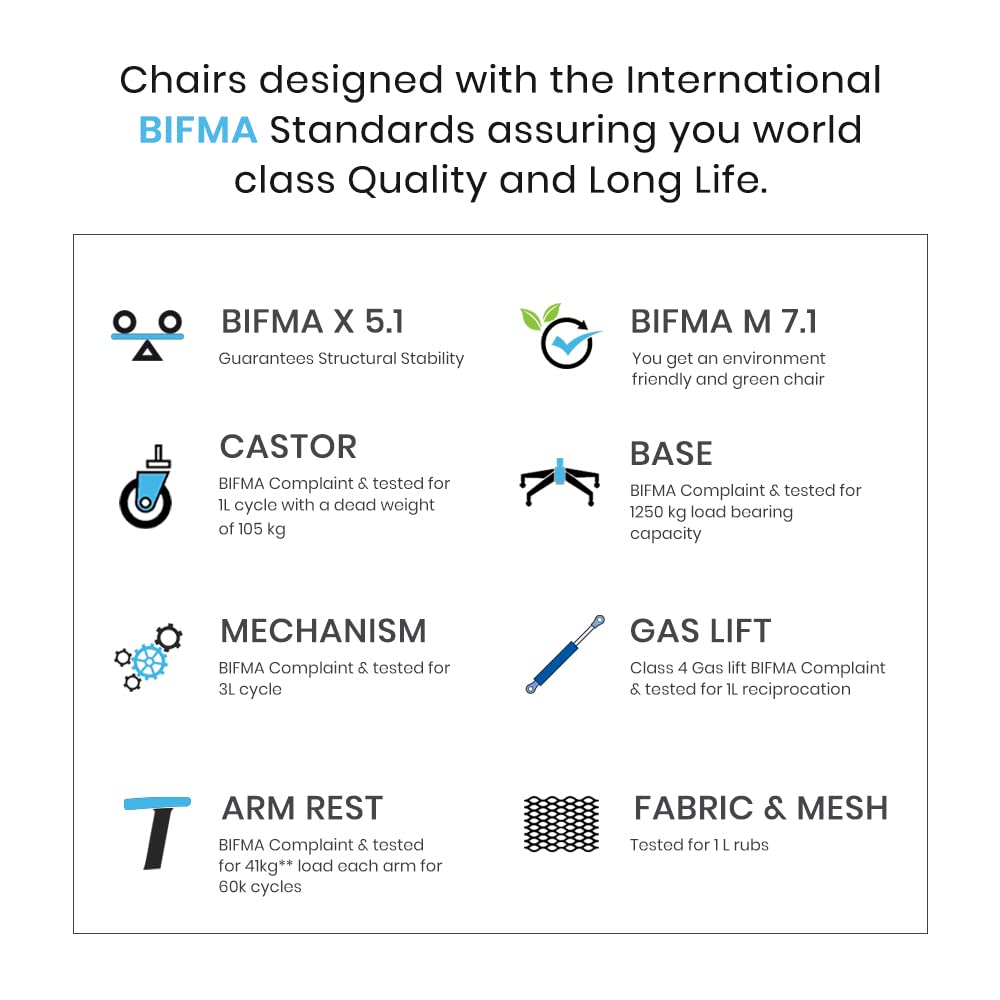 Chairs designed with the International
BIFMA Standards assuring you world
class Quality and Long Life.
BIFMA X 5.1
Guarantees Structural Stability
BIFMA M 7.1
You get an environment
friendly and green chair
CASTOR
BIFMA Complaint & tested for
1L cycle with a dead weight
of 105 kg
BASE
BIFMA Complaint & tested for
1250 kg load bearing
capacity
MECHANISM
BIFMA Complaint & tested for
3L cycle
GAS LIFT
Class 4 Gas lift BIFMA Complaint
& tested for 1L reciprocation
ARM REST
BIFMA Complaint & tested
for 41kg** load each arm for
60k cycles
FABRIC & MESH
Tested for 1 L rubs